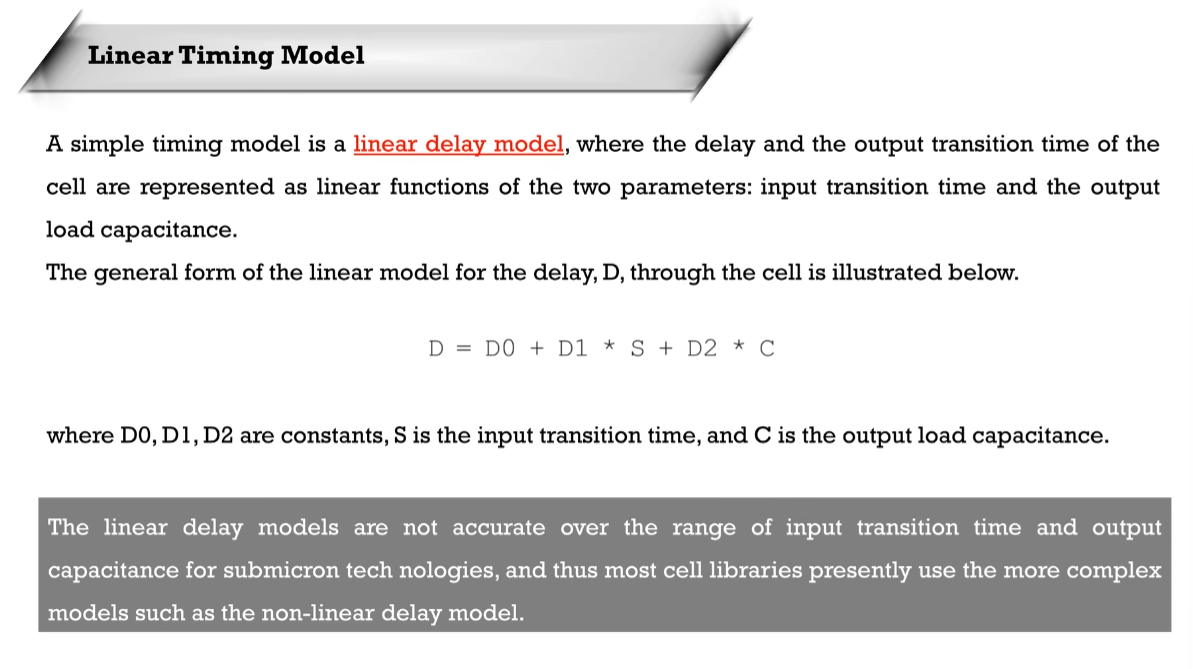 Linear Timing Model
A simple timing model is a linear delay model, where the delay and the output transition time of the
cell are represented as linear functions of the two parameters: input transition time and the output
load capacitance.
The general form of the linear model for the delay, D, through the cell is illustrated below.
D = D0 + D1 * S + D2 * C
where D0, D1, D2 are constants, S is the input transition time, and C is the output load capacitance.
The linear delay models are not accurate over the range of input transition time and output
capacitance for submicron tech nologies, and thus most cell libraries presently use the more complex
models such as the non-linear delay model.